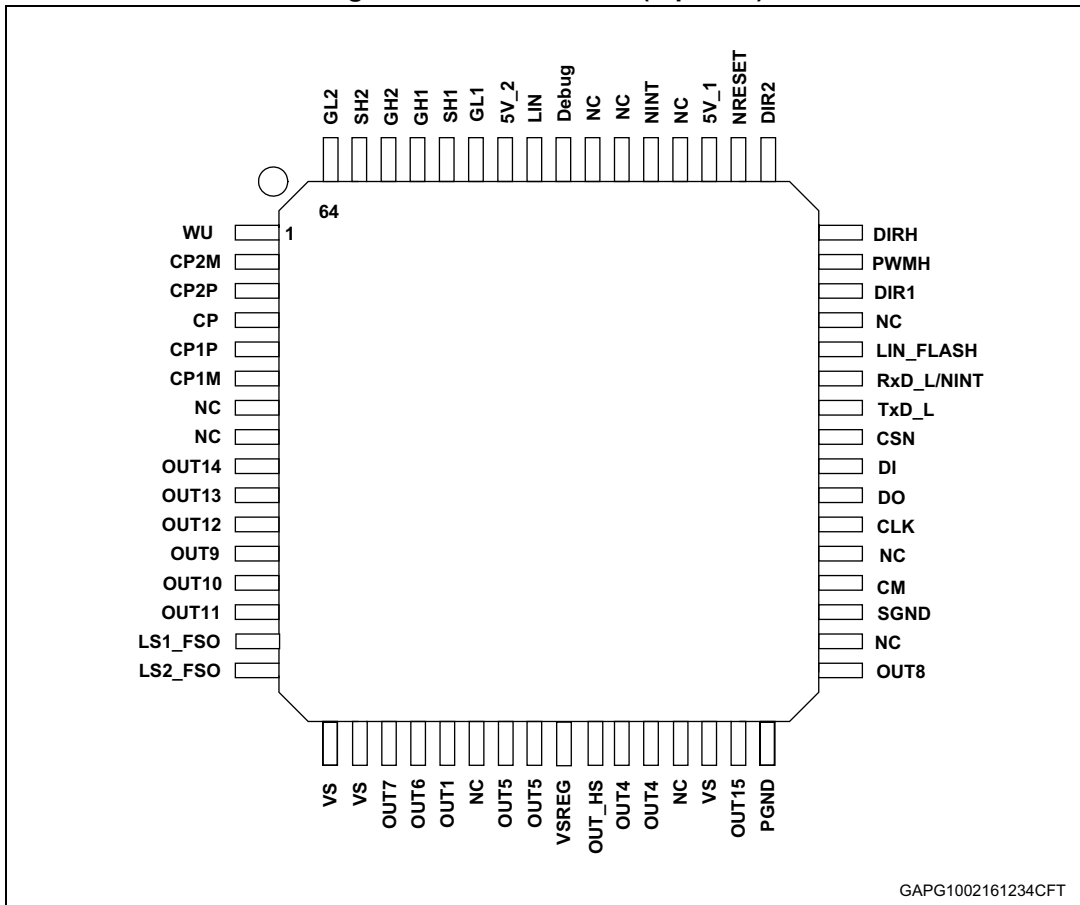 GL2
SH2
GH2
GH1
SH1
GL1
5V_2
LIN
Debug
NC
NC
NINT
NC
5V_1
NRESET
DIR2
64
1
WU
CP2M
CP2P
CP
CP1P
CP1M
NC
NC
OUT14
OUT13
OUT12
OUT9
OUT10
OUT11
LS1_FSO
LS2_FSO
DIRH
PWMH
DIR1
NC
LIN_FLASH
RxD_L/NINT
TxD_L
CSN
DI
DO
CLK
NC
CM
SGND
NC
OUT8
VS
VS
OUT7
OUT6
OUT1
NC
OUT5
OUT5
VSREG
OUT_HS
OUT4
OUT4
NC
VS
OUT15
PGND
GAPG1002161234CFT